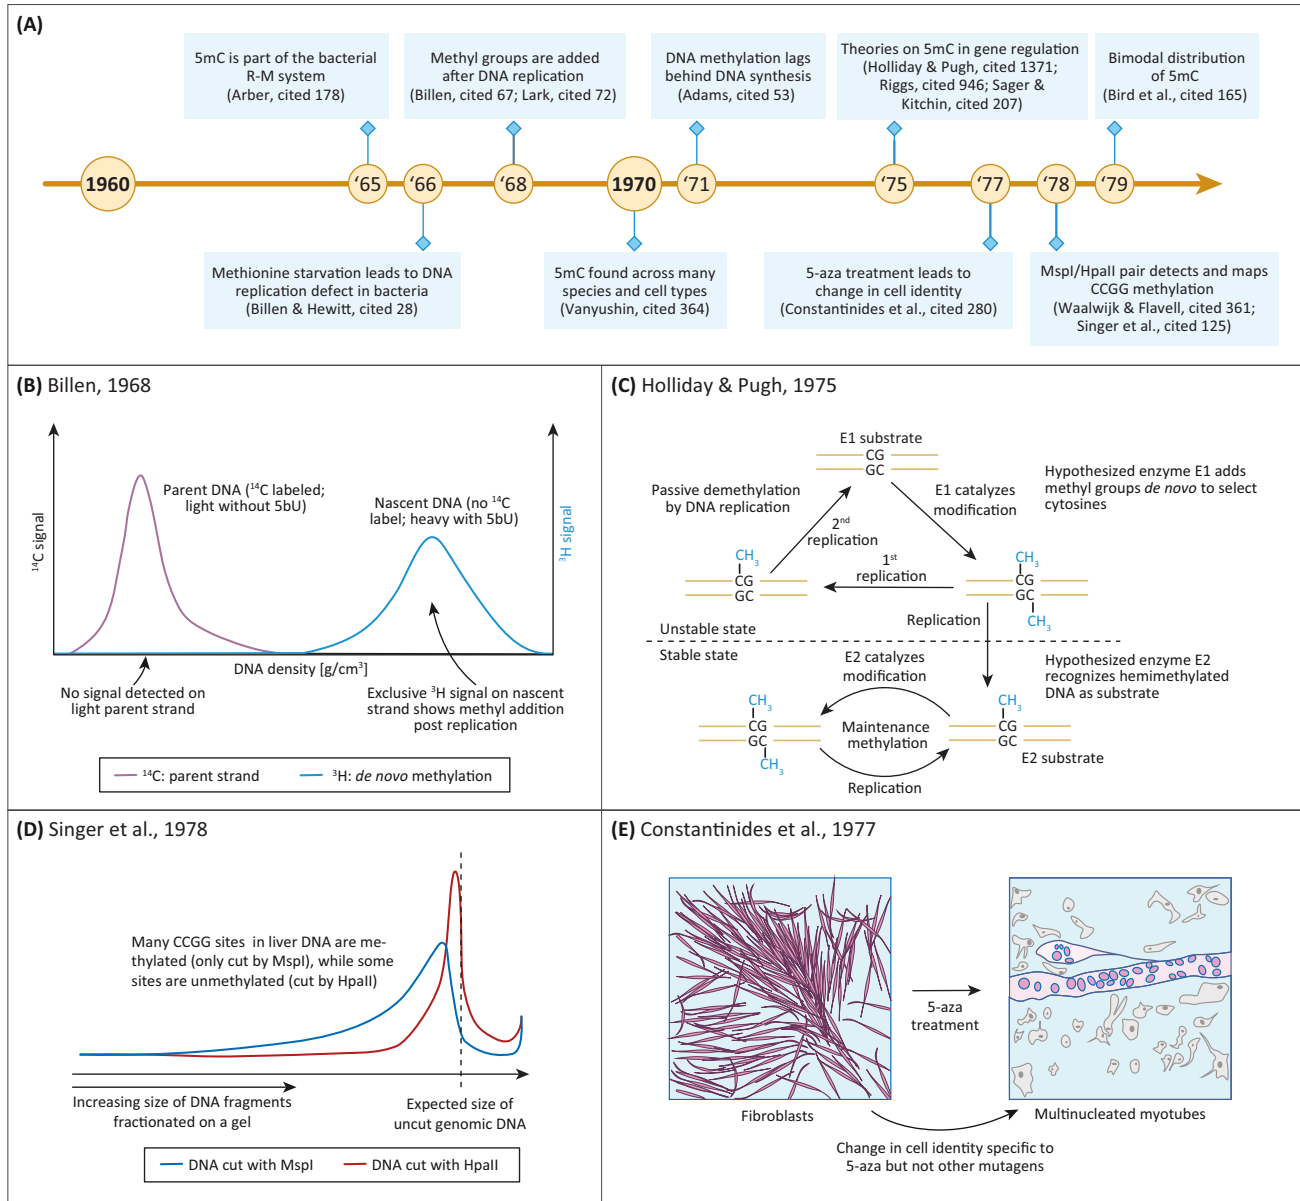 (A)
5mC is part of the bacterial
R-M system
(Arber, cited 178)
Methyl groups are added
after DNA replication
(Billen, cited 67; Lark, cited 72)
DNA methylation lags
behind DNA synthesis
(Adams, cited 53)
Theories on 5mC in gene regulation
(Holliday & Pugh, cited 1371;
Riggs, cited 946; Sager &
Kitchin, cited 207)
Bimodal distribution
of 5mC
(Bird et al., cited 165)
1960
‘65
‘66
‘68
1970
‘71
‘75
‘77
‘78
‘79
Methionine starvation leads to DNA
replication defect in bacteria
(Billen & Hewitt, cited 28)
5mC found across many
species and cell types
(Vanyushin, cited 364)
5-aza treatment leads to
change in cell identity
(Constantinides et al., cited 280)
MspI/HpaII pair detects and maps
CCGG methylation
(Waalwijk & Flavell, cited 361;
Singer et al., cited 125)
(B) Billen, 1968
Parent DNA (¹⁴C labeled;
light without 5bU)
Nascent DNA (no ¹⁴C
label; heavy with 5bU)
¹⁴C signal
³H signal
DNA density [g/cm³]
No signal detected on
light parent strand
Exclusive ³H signal on nascent
strand shows methyl addition
post replication
¹⁴C: parent strand
³H: de novo methylation
(C) Holliday & Pugh, 1975
E1 substrate
CG
GC
Passive demethylation
by DNA replication
E1 catalyzes
modification
Hypothesized enzyme E1 adds
methyl groups de novo to select
cytosines
2nd
replication
1st
replication
CH3
CG
GC
CH3
CG
GC
CH3
Replication
Unstable state
Stable state
E2 catalyzes
modification
Hypothesized enzyme E2
recognizes hemimethylated
DNA as substrate
CH3
CG
GC
CH3
Maintenance
methylation
CH3
CG
GC
E2 substrate
Replication
(D) Singer et al., 1978
Many CCGG sites in liver DNA are me-
thylated (only cut by MspI), while some
sites are unmethylated (cut by HpaII)
Increasing size of DNA fragments
fractionated on a gel
Expected size of
uncut genomic DNA
DNA cut with MspI
DNA cut with HpaII
(E) Constantinides et al., 1977
5-aza
treatment
Fibroblasts
Multinucleated myotubes
Change in cell identity specific to
5-aza but not other mutagens